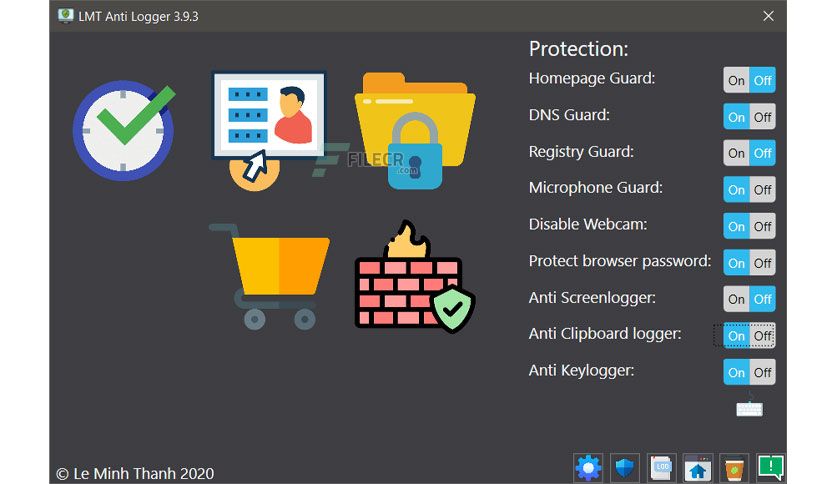 LMT Anti Logger 3.9.3
Protection:
Homepage Guard: On Off
DNS Guard: On Off
Registry Guard: On Off
Microphone Guard: On Off
Disable Webcam: On Off
Protect browser password: On Off
Anti Screenlogger: On Off
Anti Clipboard logger: On Off
Anti Keylogger: On Off
FILECR
.com
© Le Minh Thanh 2020
LOG